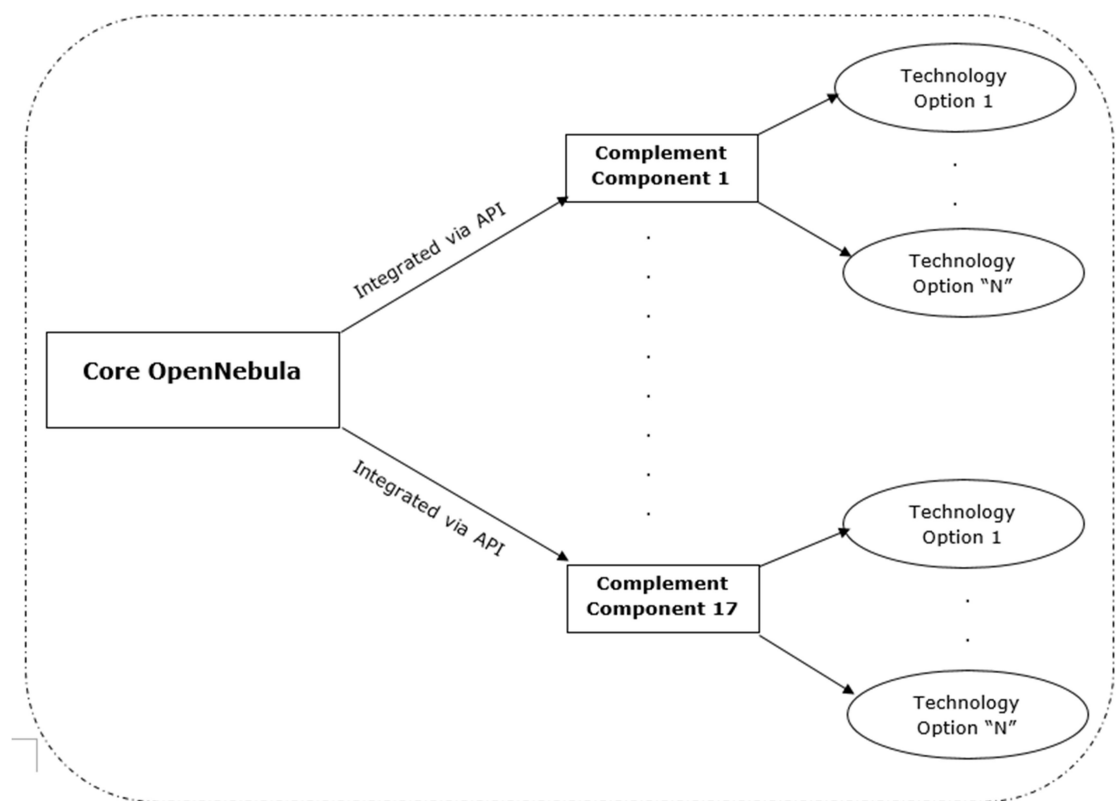 Technology
Option 1
Complement
Component 1
Integrated via API
Technology
Option “N”
Core OpenNebula
Integrated via API
Technology
Option 1
Complement
Component 17
Technology
Option “N”